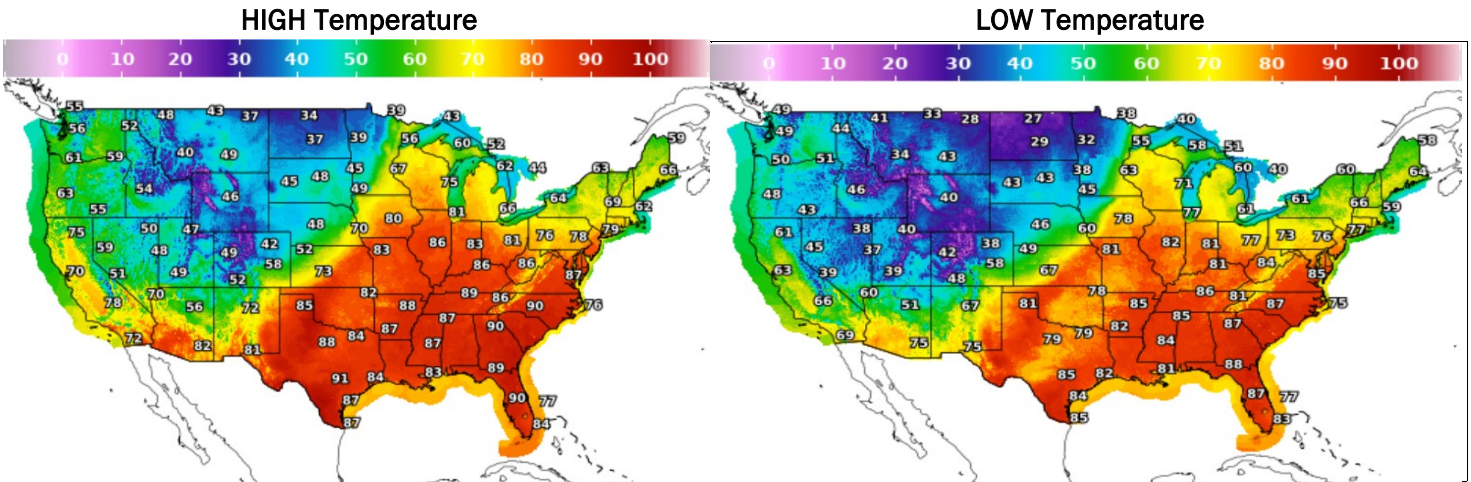 HIGH Temperature
LOW Temperature
0 10 20 30 40 50 60 70 80 90 100
0 10 20 30 40 50 60 70 80 90 100
55 48 43 37 34 39 43
56 52 37 39 56 60 52 59
61 59 40 49 45 67 62 44 63 66
63 54 46 45 48 49 75 66 64 69 62
55 48 80 81
75 50 47 70 76 78 79
59 48 49 42 52 83 86 83 81
70 51 49 52 58 73 86 86 87
78 70 56 72 85 82 88 89 86 90 76
72 82 81 88 84 87 87 87 90
91 84 83 89
87 90 77
87 84
49 41 33 28 27 38 40
49 44 29 32 55 58 51 58
50 51 34 43 43 43 38 63 60 40 60 64
48 46 40 45 71 61 61 66 59
43 46 78 77
61 38 40 60 73 76 77
45 37 42 38 49 81 82 81 77
63 39 39 48 58 67 81 84 85
66 60 51 67 81 78 85 86 81 87 75
69 75 75 79 79 82 84 85 87
85 82 81 88
84 87 77
85 83